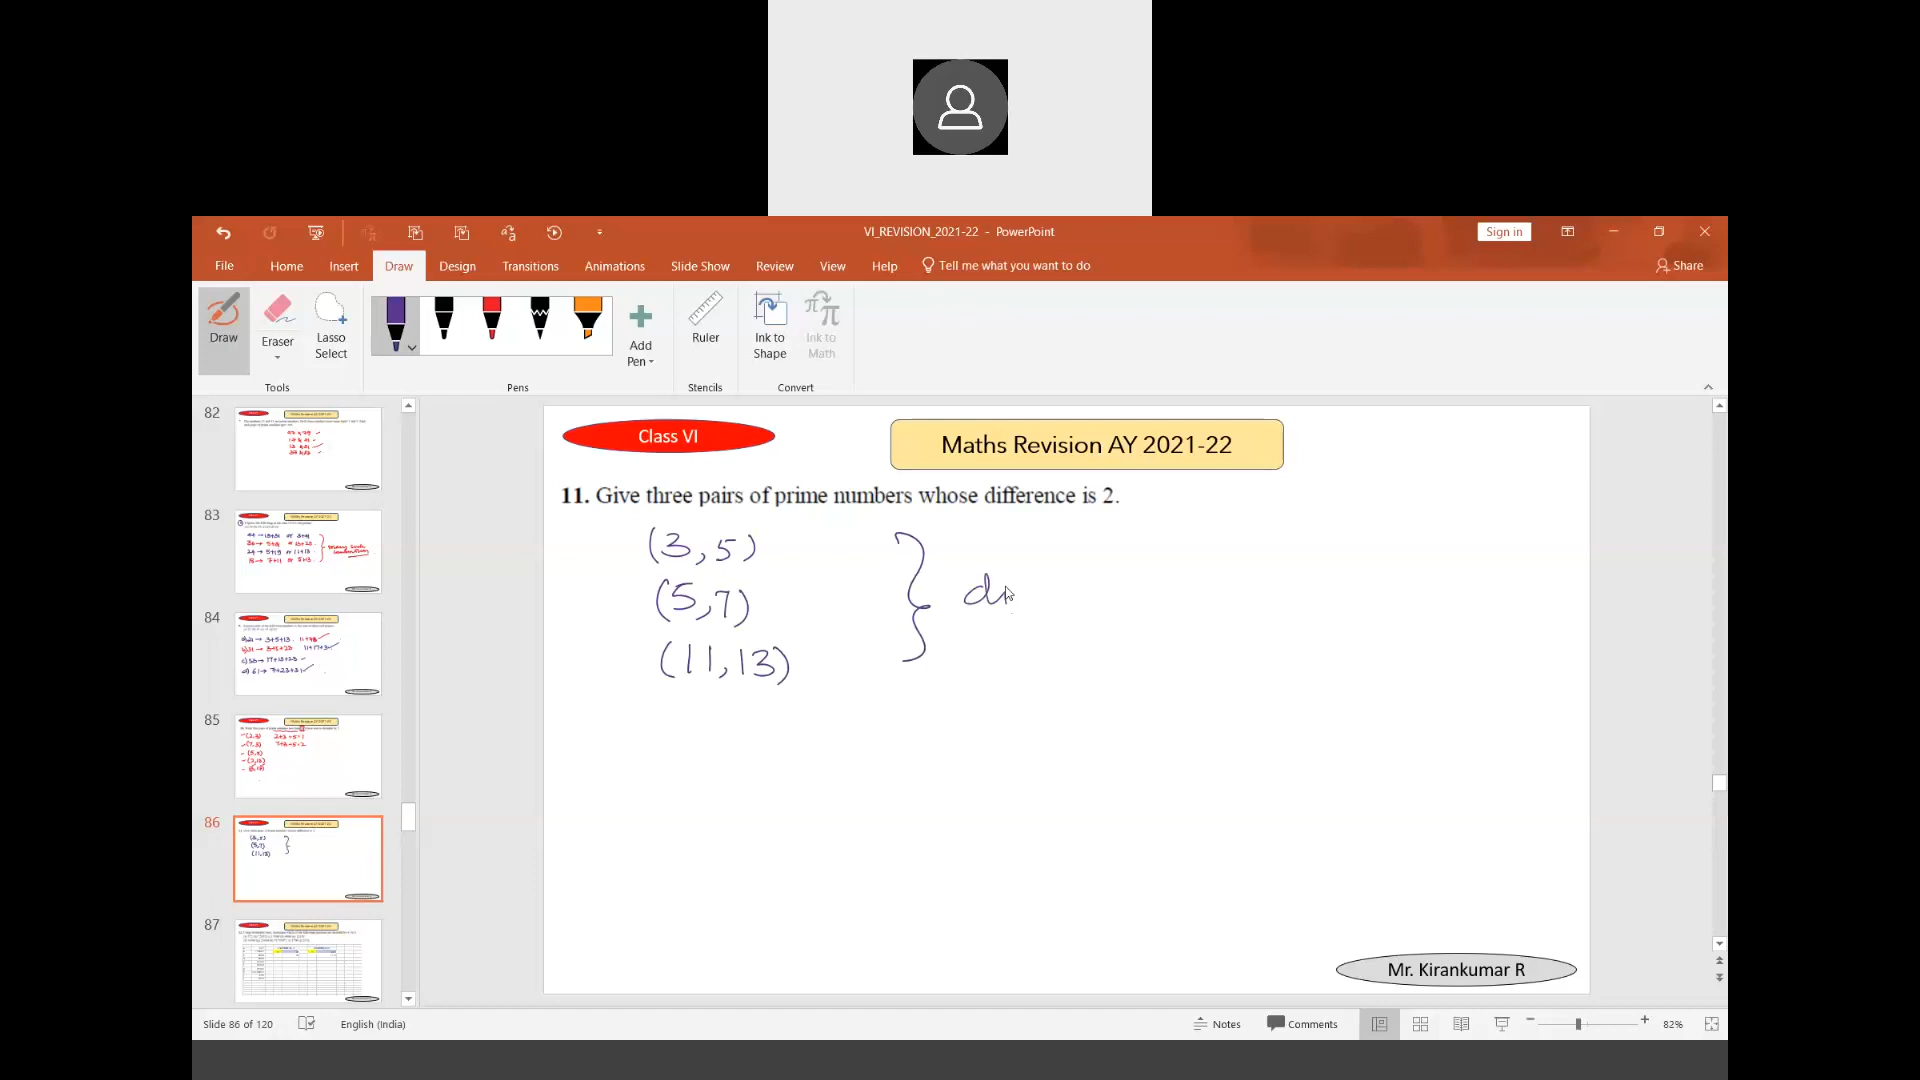 VI_REVISION_2021-22 - PowerPoint
Sign in
File Home Insert Draw Design Transitions Animations Slide Show Review View Help Tell me what you want to do
Share
Draw
Eraser
Lasso Select
Add Pen
Ruler
Ink to Shape
Ink to Math
Tools
Pens
Stencils
Convert
82
83
84
85
86
87
Class VI
Maths Revision AY 2021-22
11. Give three pairs of prime numbers whose difference is 2.
(3, 5)
(5, 7)
(11, 13)
Mr. Kirankumar R
Slide 86 of 120
English (India)
Notes
Comments
82%